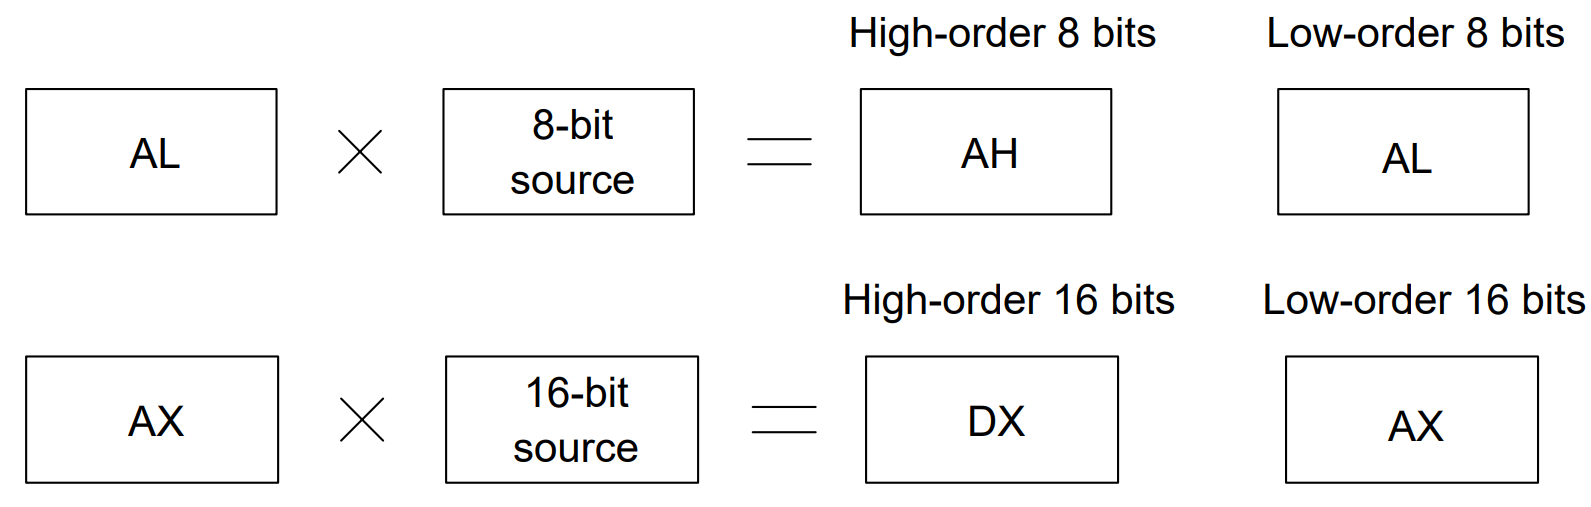 High-order 8 bits
Low-order 8 bits
AL
×
8-bit
source
=
AH
AL
High-order 16 bits
Low-order 16 bits
AX
×
16-bit
source
=
DX
AX